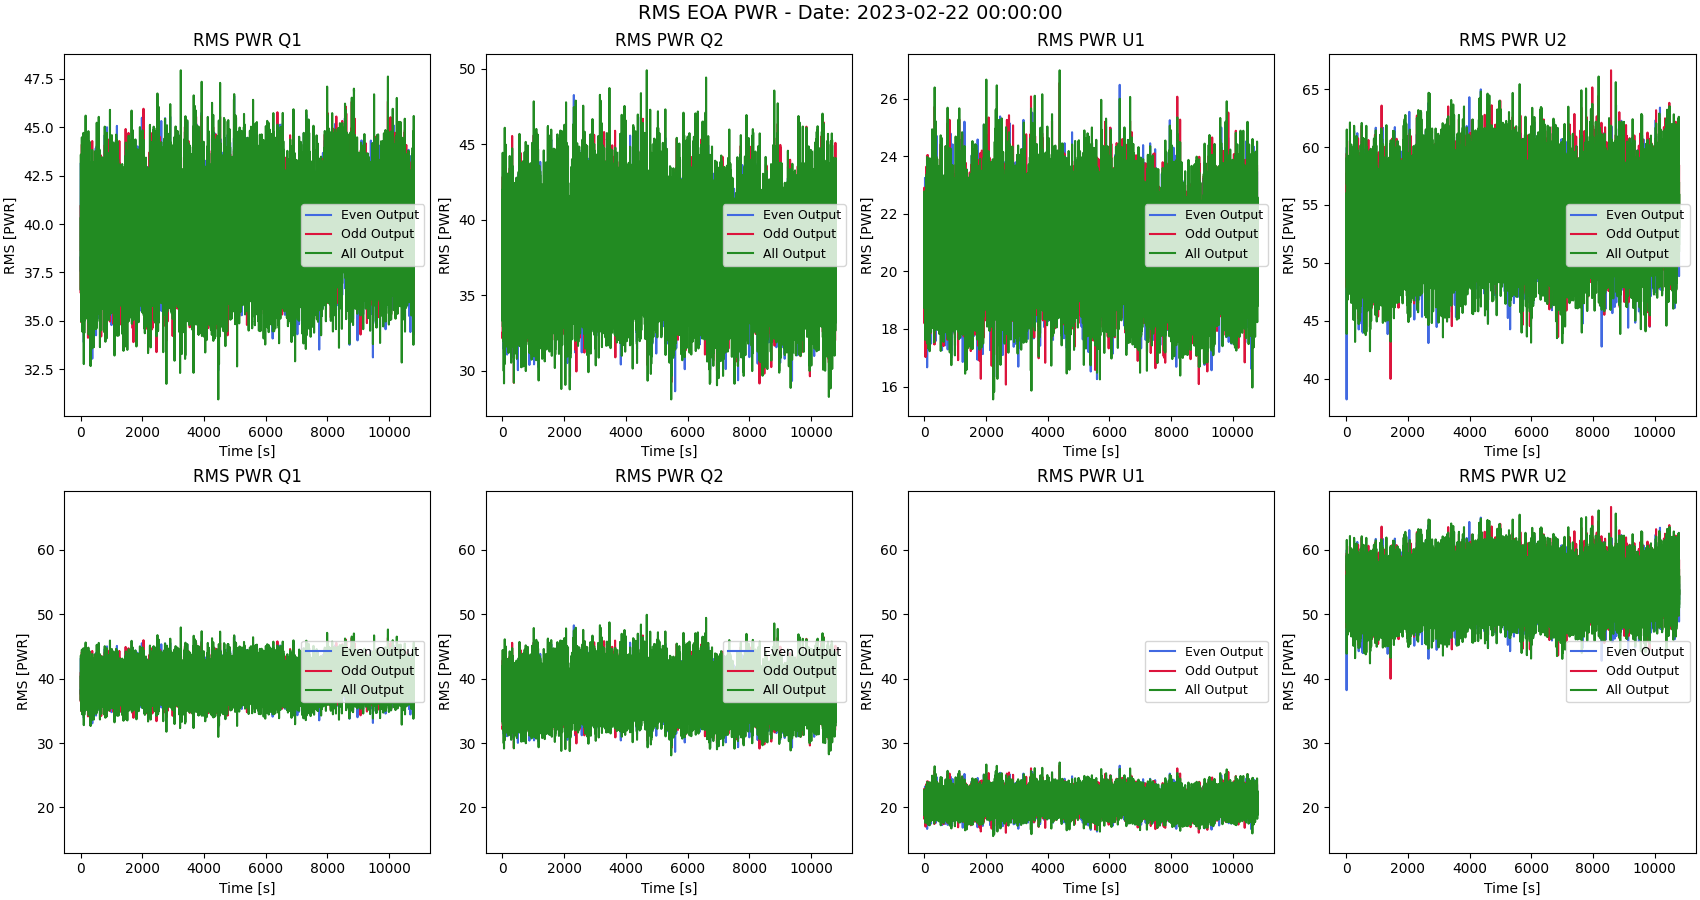 RMS EOA PWR - Date: 2023-02-22 00:00:00
RMS PWR Q1
RMS [PWR]
47.5
45.0
42.5
40.0
37.5
35.0
32.5
Even Output
Odd Output
All Output
0 2000 4000 6000 8000 10000
Time [s]
RMS PWR Q2
RMS [PWR]
50
45
40
35
30
Even Output
Odd Output
All Output
0 2000 4000 6000 8000 10000
Time [s]
RMS PWR U1
RMS [PWR]
26
24
22
20
18
16
Even Output
Odd Output
All Output
0 2000 4000 6000 8000 10000
Time [s]
RMS PWR U2
RMS [PWR]
65
60
55
50
45
40
Even Output
Odd Output
All Output
0 2000 4000 6000 8000 10000
Time [s]
RMS PWR Q1
RMS [PWR]
60
50
40
30
20
Even Output
Odd Output
All Output
0 2000 4000 6000 8000 10000
Time [s]
RMS PWR Q2
RMS [PWR]
60
50
40
30
20
Even Output
Odd Output
All Output
0 2000 4000 6000 8000 10000
Time [s]
RMS PWR U1
RMS [PWR]
60
50
40
30
20
Even Output
Odd Output
All Output
0 2000 4000 6000 8000 10000
Time [s]
RMS PWR U2
RMS [PWR]
60
50
40
30
20
Even Output
Odd Output
All Output
0 2000 4000 6000 8000 10000
Time [s]